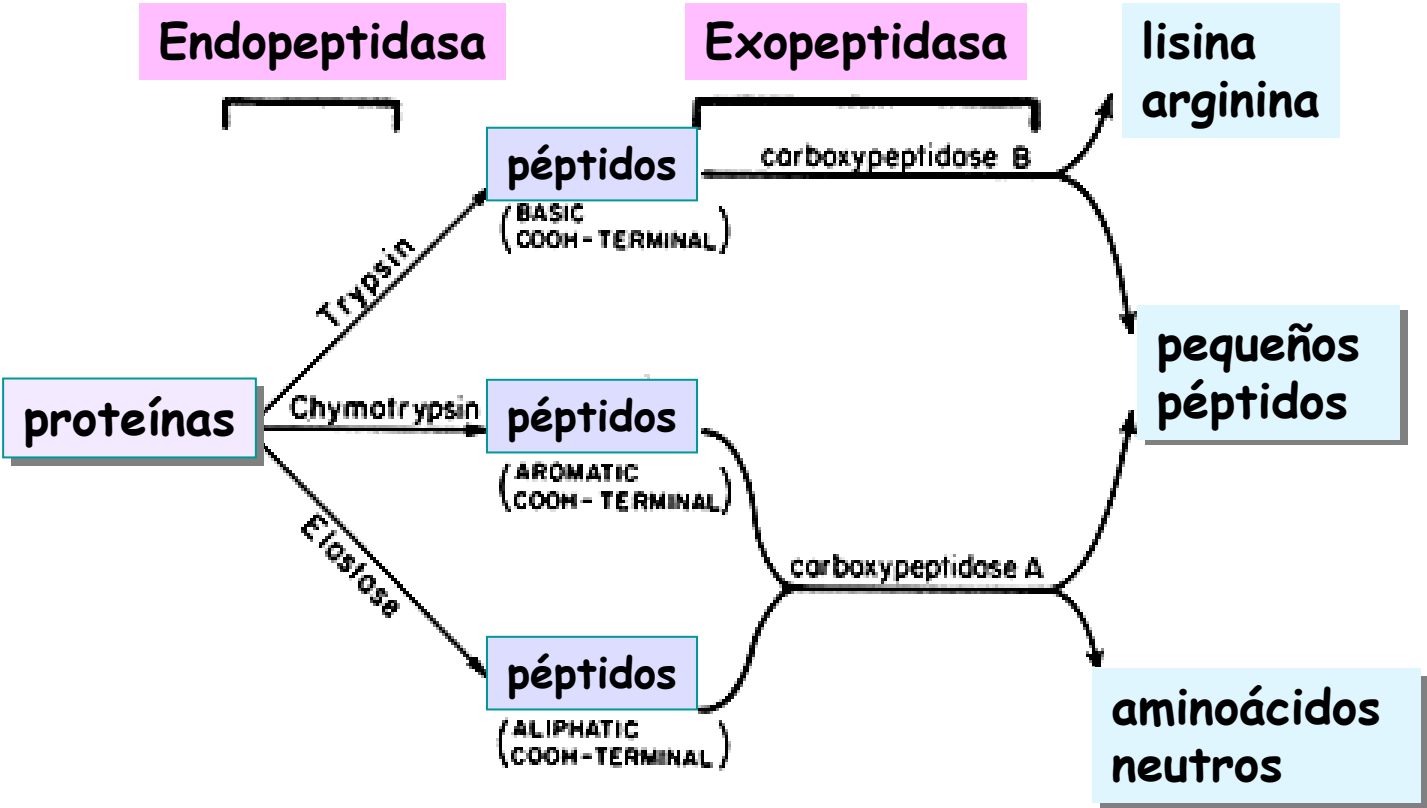 Endopeptidasa
Exopeptidasa
lisina
arginina
péptidos
carboxypeptidase B
(BASIC
COOH-TERMINAL)
Trypsin
pequeños
péptidos
proteínas
Chymotrypsin
péptidos
(AROMATIC
COOH-TERMINAL)
Elastase
carboxypeptidase A
péptidos
(ALIPHATIC
COOH-TERMINAL)
aminoácidos
neutros